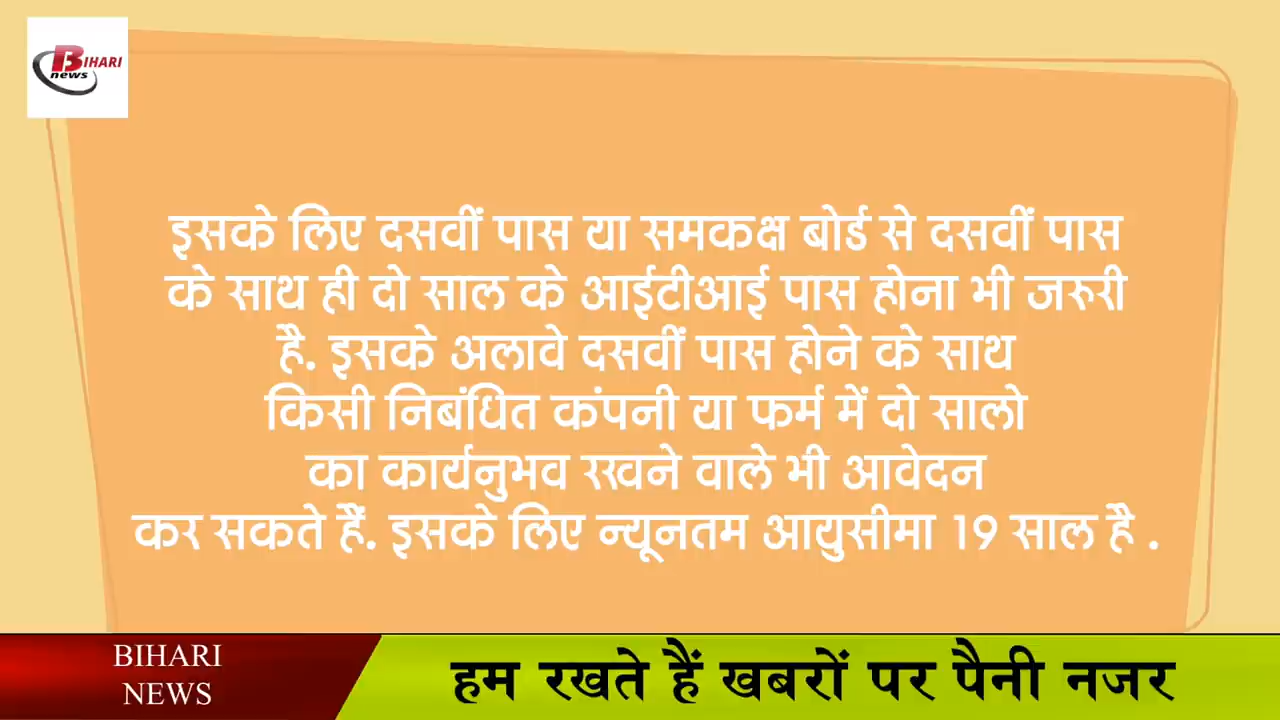 BIHARI
news
इसके लिए दसवीं पास या समकक्ष बोर्ड से दसवीं पास
के साथ ही दो साल के आईटीआई पास होना भी जरुरी
है. इसके अलावे दसवीं पास होने के साथ
किसी निबंधित कंपनी या फर्म में दो सालो
का कार्यनुभव रखने वाले भी आवेदन
कर सकते हैं. इसके लिए न्यूनतम आयुसीमा 19 साल है .
BIHARI
NEWS
हम रखते हैं खबरों पर पैनी नजर